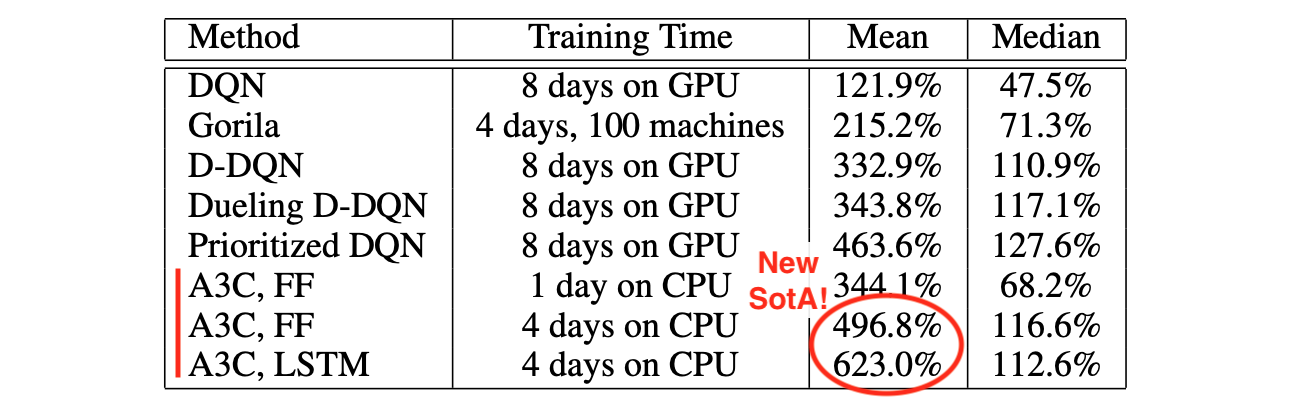 Method Training Time Mean Median
DQN 8 days on GPU 121.9% 47.5%
Gorila 4 days, 100 machines 215.2% 71.3%
D-DQN 8 days on GPU 332.9% 110.9%
Dueling D-DQN 8 days on GPU 343.8% 117.1%
Prioritized DQN 8 days on GPU 463.6% 127.6%
New
SotA!
A3C, FF 1 day on CPU 344.1% 68.2%
A3C, FF 4 days on CPU 496.8% 116.6%
A3C, LSTM 4 days on CPU 623.0% 112.6%